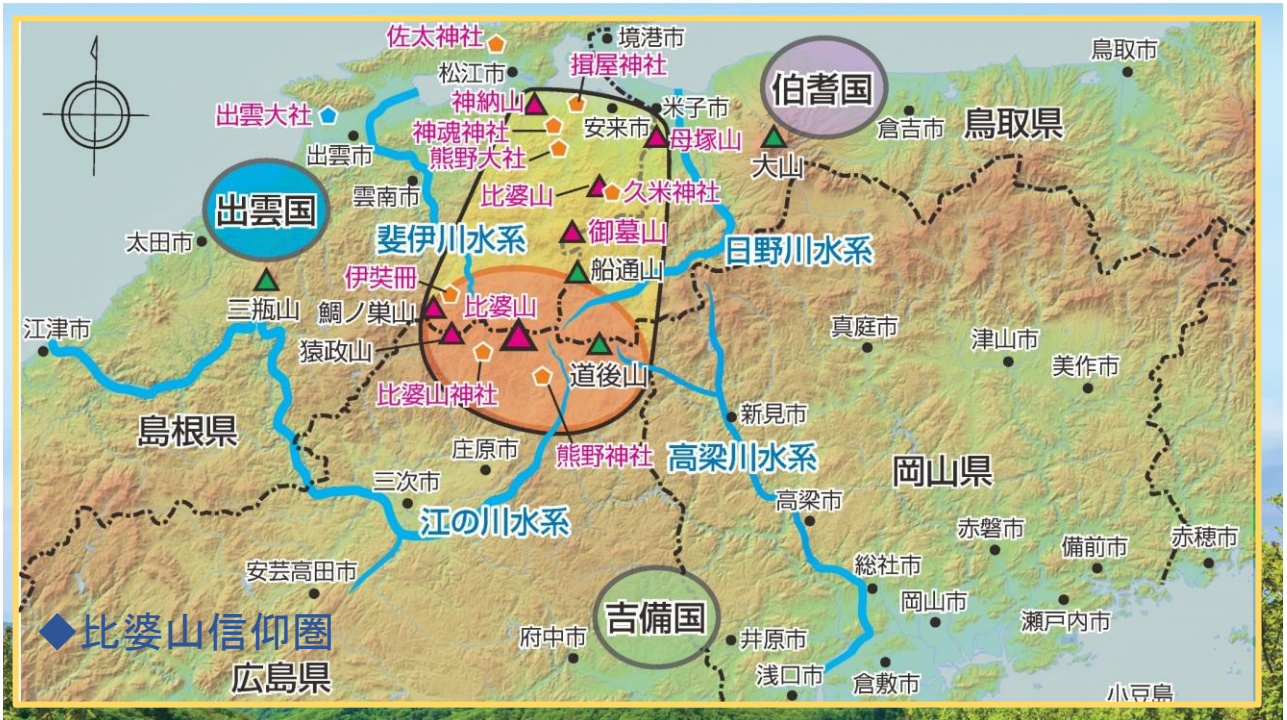 佐太神社
境港市
鳥取市
松江市
揖屋神社
伯耆国
出雲大社
神納山
米子市
安来市
倉吉市
鳥取県
神魂神社
母塚山
出雲市
熊野大社
大山
雲南市
比婆山
久米神社
出雲国
御墓山
太田市
斐伊川水系
日野川水系
船通山
伊奘冊
三瓶山
鯛ノ巣山
比婆山
江津市
真庭市
津山市
猿政山
道後山
美作市
比婆山神社
島根県
新見市
庄原市
熊野神社
高梁川水系
岡山県
三次市
高梁市
江の川水系
赤磐市
備前市
赤穂市
安芸高田市
総社市
岡山市
吉備国
瀬戸内市
◆比婆山信仰圏
府中市
井原市
広島県
浅口市
倉敷市
小豆島